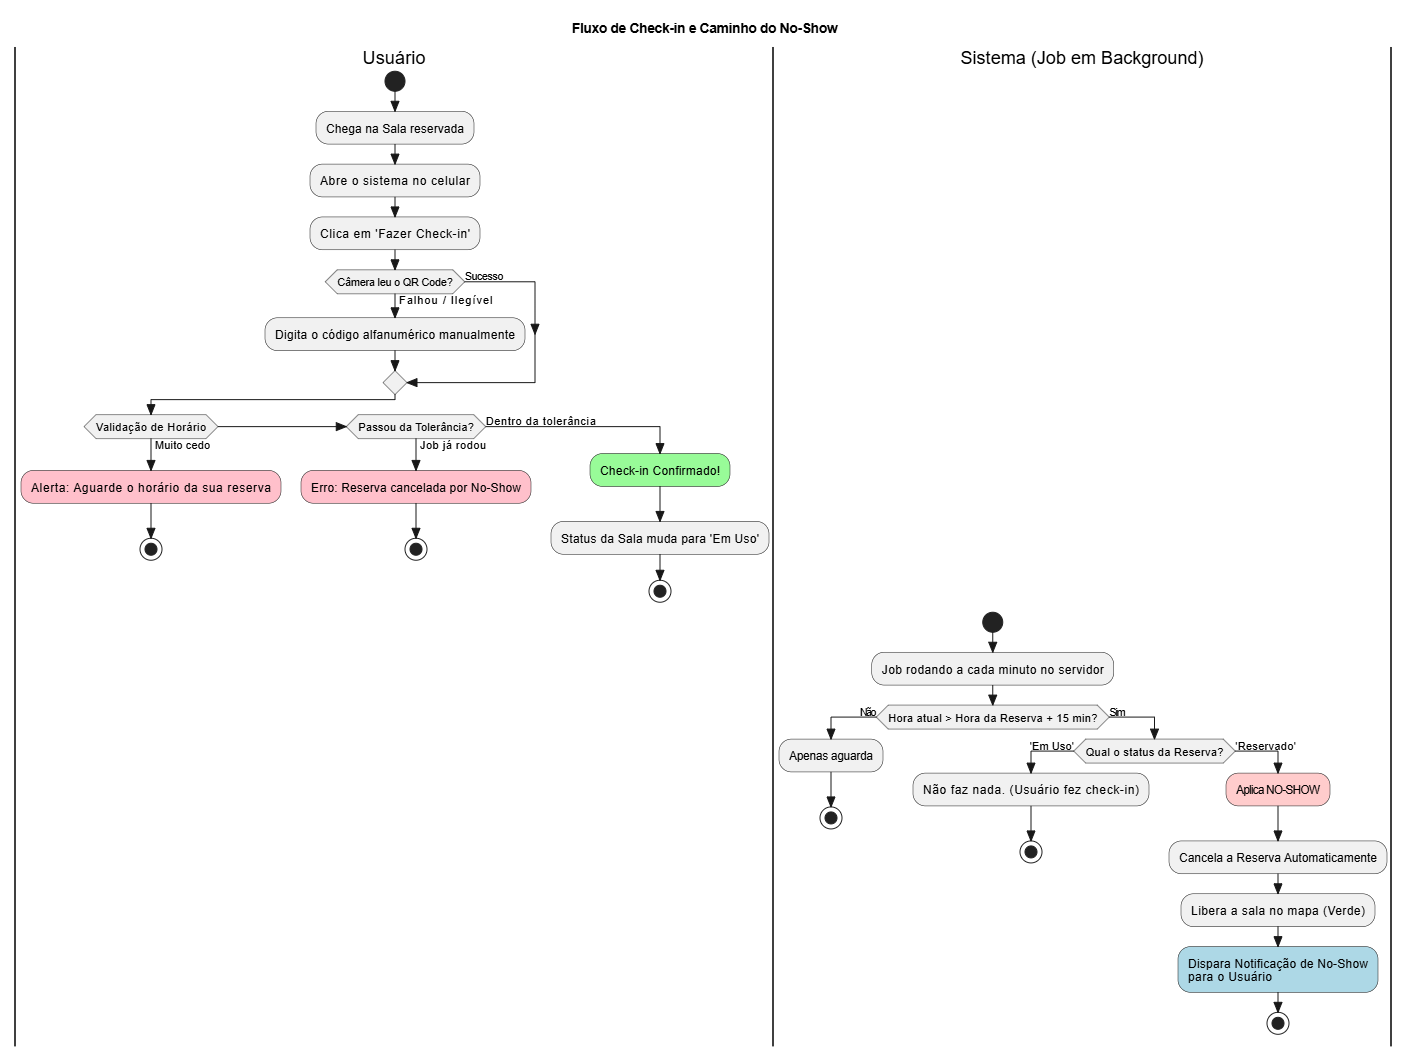 Fluxo de Check-in e Caminho do No-Show
Usuário
Chega na Sala reservada
Abre o sistema no celular
Clica em 'Fazer Check-in'
Câmera leu o QR Code?
Sucesso
Falhou / Ilegível
Digita o código alfanumérico manualmente
Validação de Horário
Muito cedo
Passou da Tolerância?
Dentro da tolerância
Job já rodou
Alerta: Aguarde o horário da sua reserva
Erro: Reserva cancelada por No-Show
Check-in Confirmado!
Status da Sala muda para 'Em Uso'
Sistema (Job em Background)
Job rodando a cada minuto no servidor
Não
Hora atual > Hora da Reserva + 15 min?
Sim
Apenas aguarda
'Em Uso'
Qual o status da Reserva?
'Reservado'
Não faz nada. (Usuário fez check-in)
Aplica NO-SHOW
Cancela a Reserva Automaticamente
Libera a sala no mapa (Verde)
Dispara Notificação de No-Show
para o Usuário